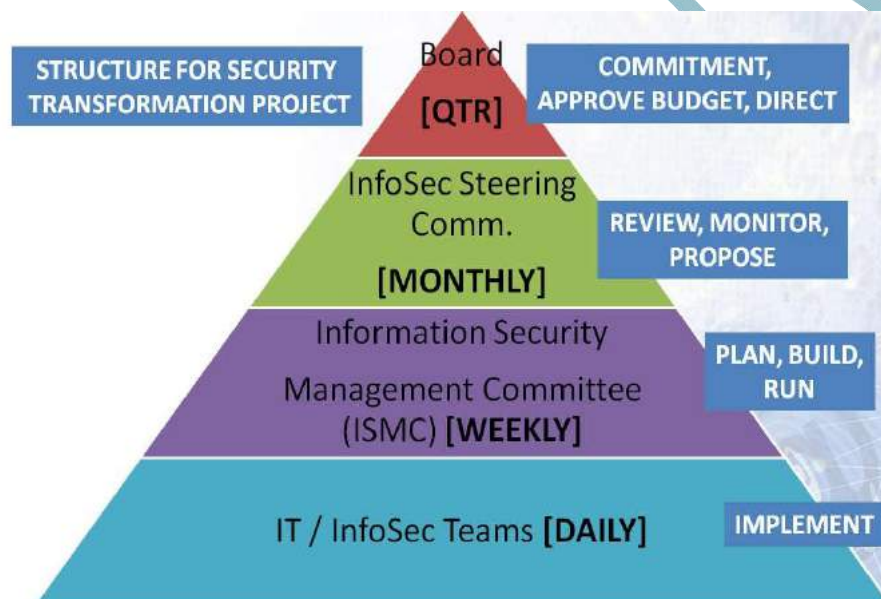 STRUCTURE FOR SECURITY
TRANSFORMATION PROJECT
Board
[QTR]
COMMITMENT,
APPROVE BUDGET, DIRECT
InfoSec Steering
Comm.
[MONTHLY]
REVIEW, MONITOR,
PROPOSE
Information Security
Management Committee
(ISMC) [WEEKLY]
PLAN, BUILD,
RUN
IT / InfoSec Teams [DAILY]
IMPLEMENT